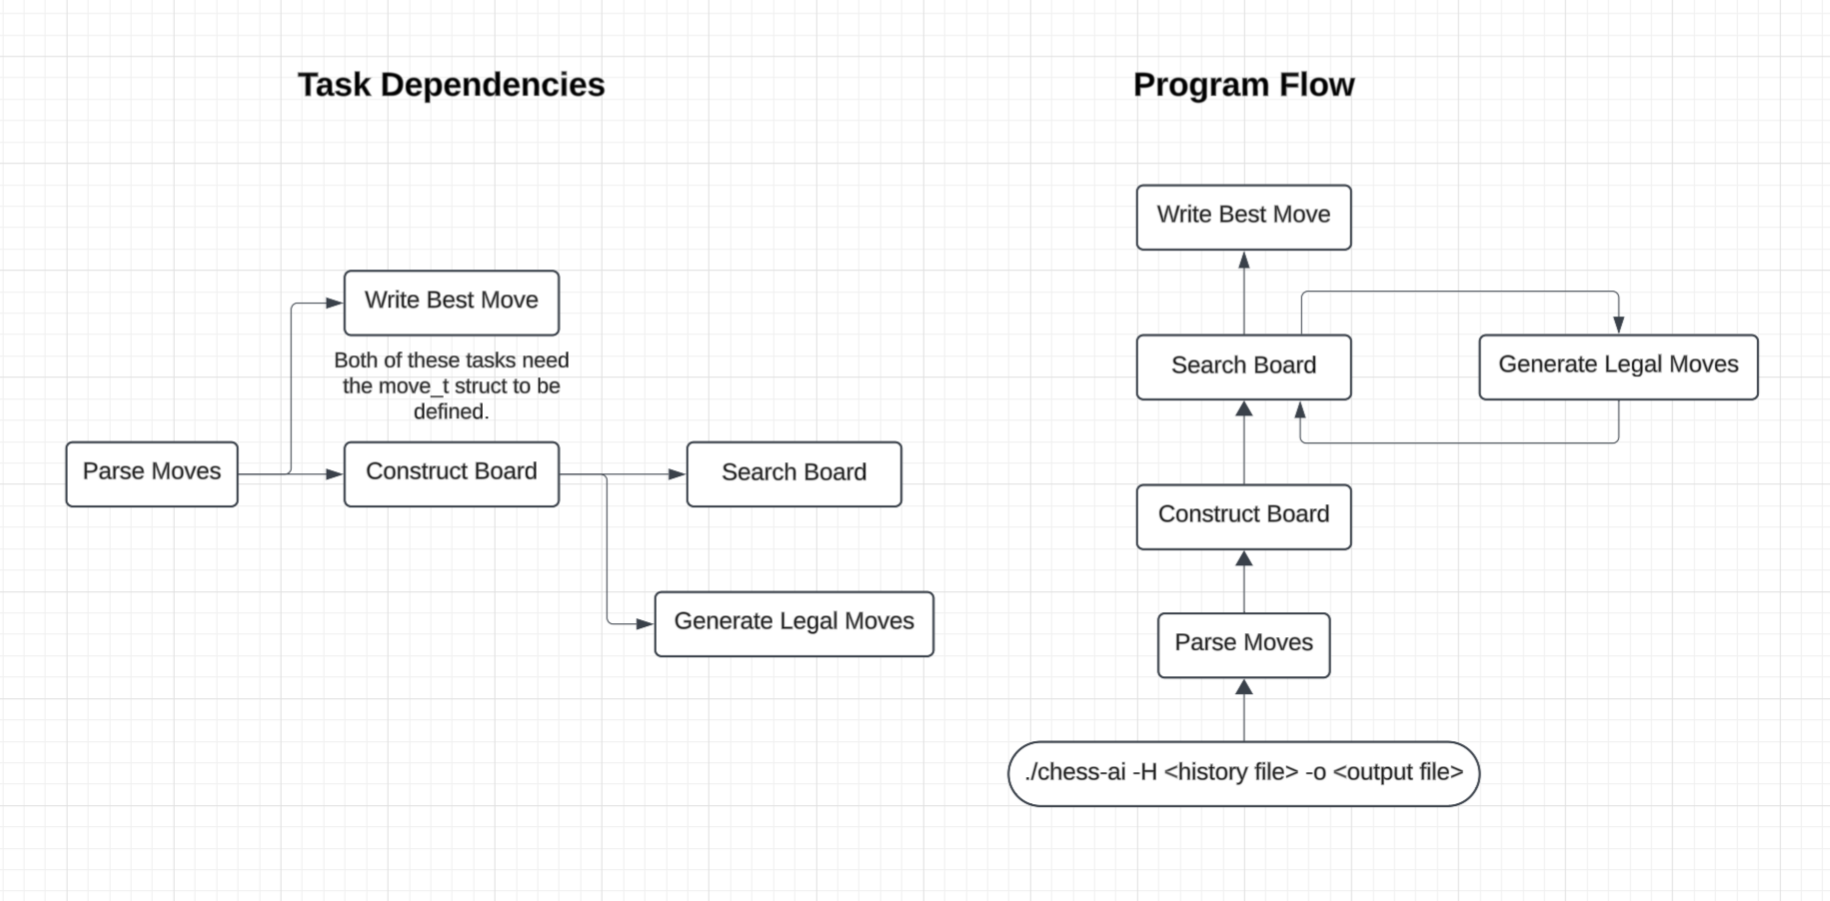 Task Dependencies
Write Best Move
Both of these tasks need
the move_t struct to be
defined.
Parse Moves
Construct Board
Search Board
Generate Legal Moves
Program Flow
Write Best Move
Search Board
Generate Legal Moves
Construct Board
Parse Moves
./chess-ai -H <history file> -o <output file>